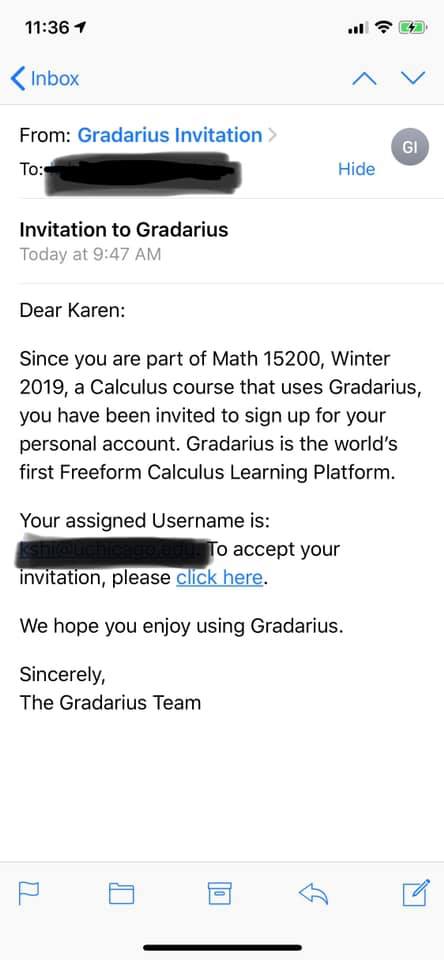 11:36
Inbox
From: Gradarius Invitation
GI
To:
Hide
Invitation to Gradarius
Today at 9:47 AM
Dear Karen:
Since you are part of Math 15200, Winter
2019, a Calculus course that uses Gradarius,
you have been invited to sign up for your
personal account. Gradarius is the world's
first Freeform Calculus Learning Platform.
Your assigned Username is:
To accept your
invitation, please click here.
We hope you enjoy using Gradarius.
Sincerely,
The Gradarius Team